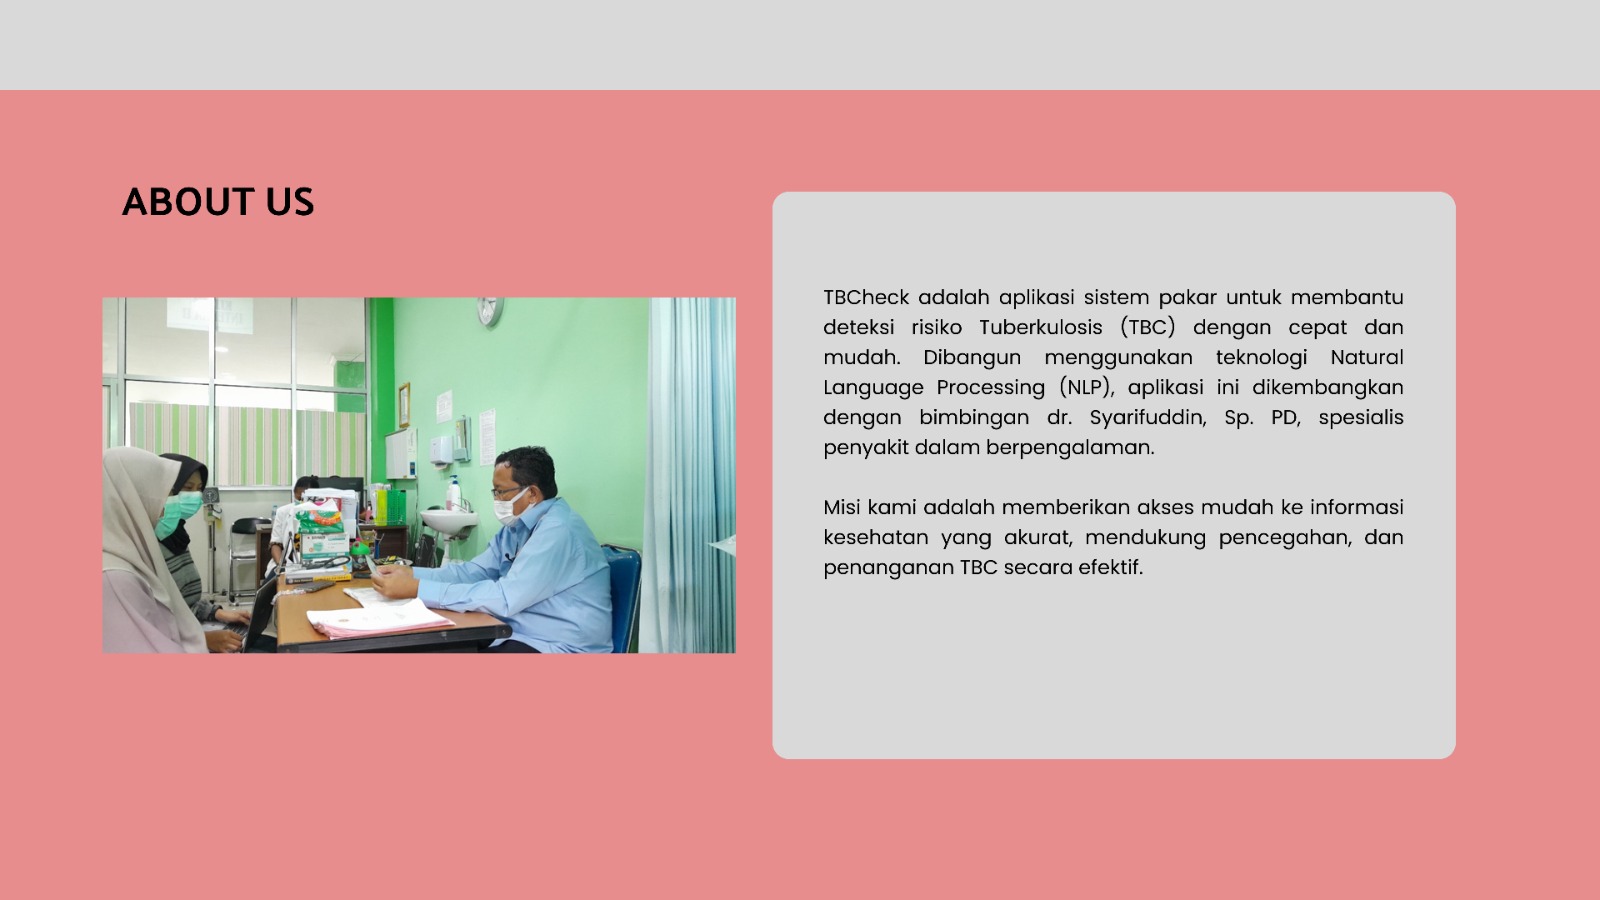 ABOUT US
TBCheck adalah aplikasi sistem pakar untuk membantu
deteksi risiko Tuberkulosis (TBC) dengan cepat dan
mudah. Dibangun menggunakan teknologi Natural
Language Processing (NLP), aplikasi ini dikembangkan
dengan bimbingan dr. Syarifuddin, Sp. PD, spesialis
penyakit dalam berpengalaman.
Misi kami adalah memberikan akses mudah ke informasi
kesehatan yang akurat, mendukung pencegahan, dan
penanganan TBC secara efektif.